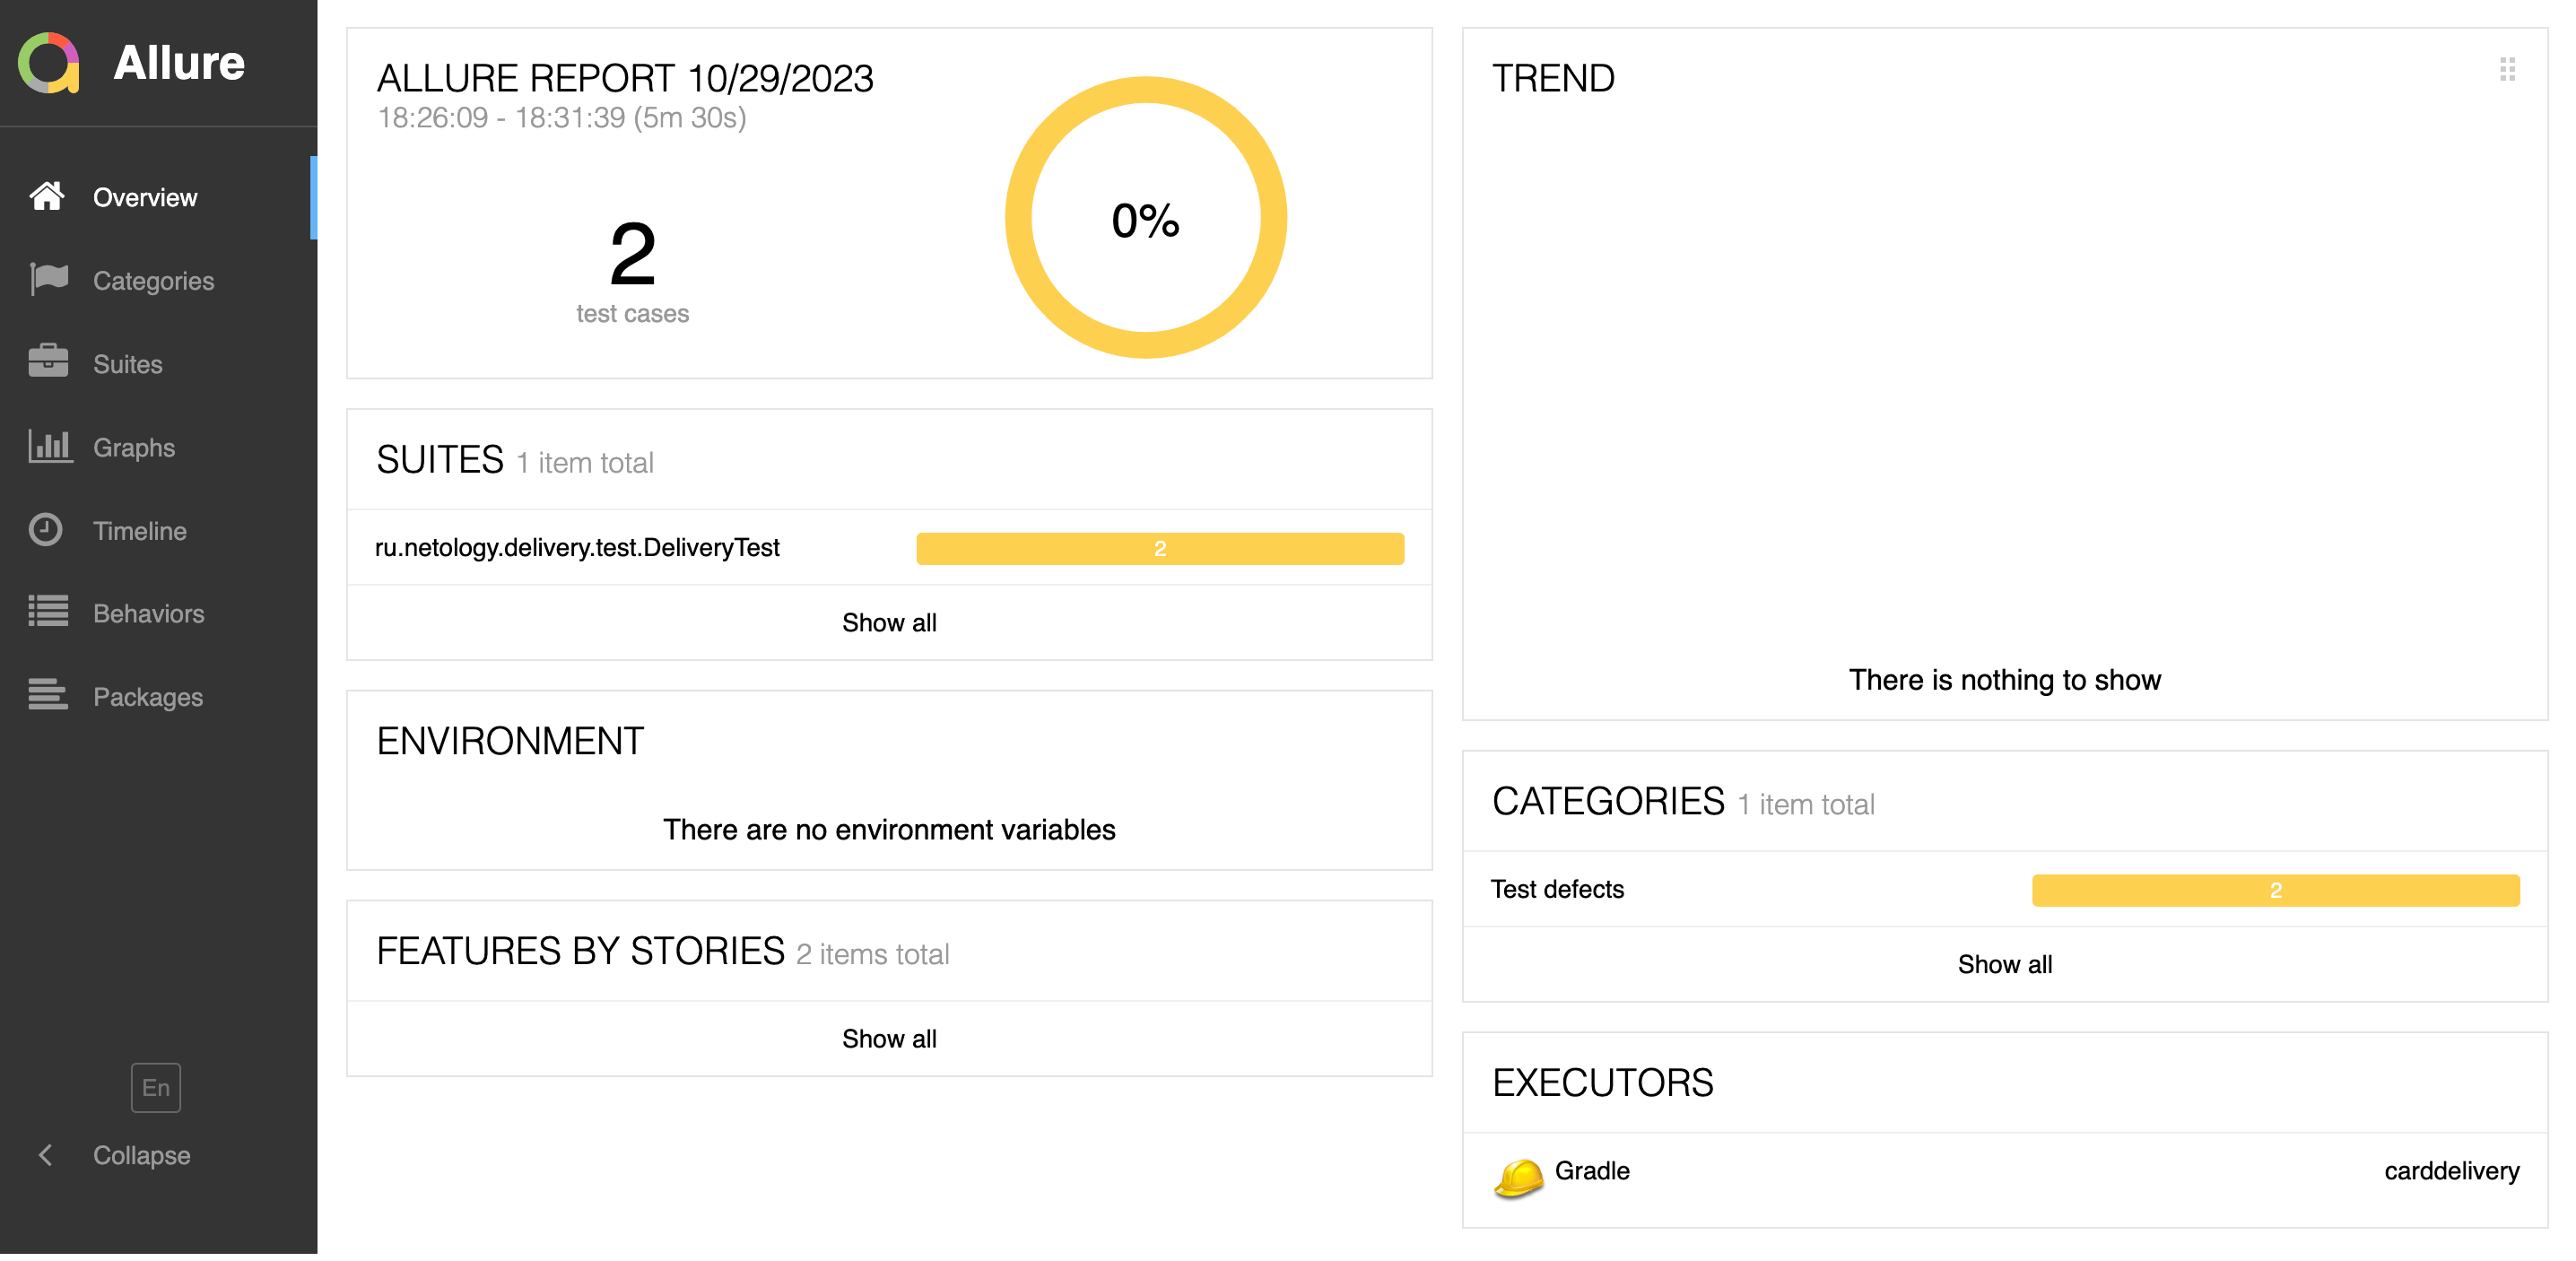 Allure
Overview
Categories
Suites
Graphs
Timeline
Behaviors
Packages
En
Collapse
ALLURE REPORT 10/29/2023
18:26:09 - 18:31:39 (5m 30s)
2
test cases
0%
SUITES 1 item total
ru.netology.delivery.test.DeliveryTest 2
Show all
ENVIRONMENT
There are no environment variables
FEATURES BY STORIES 2 items total
Show all
TREND
There is nothing to show
CATEGORIES 1 item total
Test defects 2
Show all
EXECUTORS
Gradle carddelivery